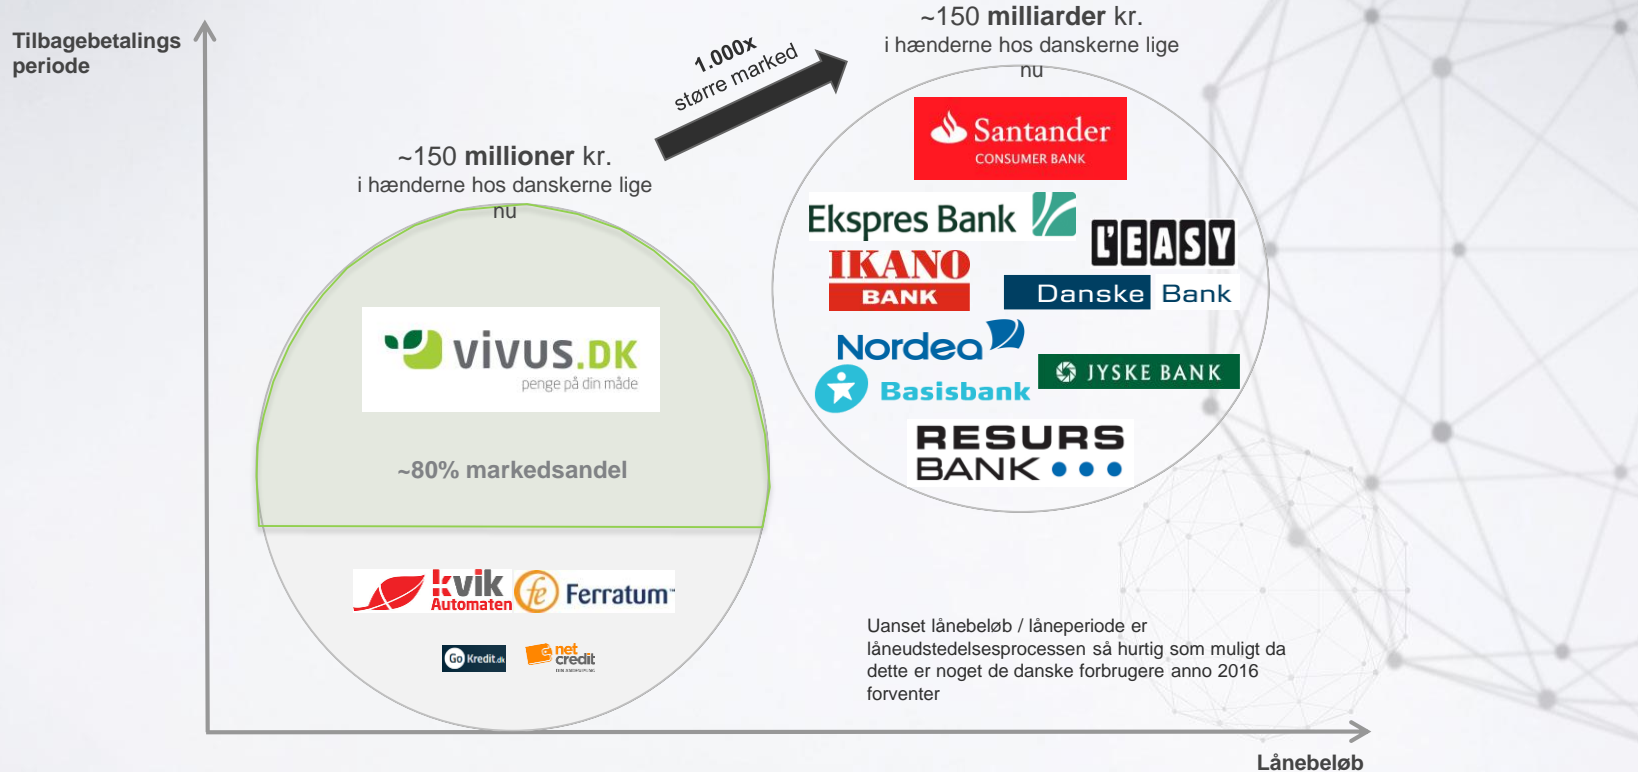 Tilbagebetalings
periode
~150 milliarder kr.
i hænderne hos danskerne lige
nu
1.000x
større marked
~150 millioner kr.
i hænderne hos danskerne lige
nu
Santander
CONSUMER BANK
Ekspres Bank
L'EASY
IKANO
BANK
Danske Bank
Nordea
JYSKE BANK
Basisbank
RESURS
BANK
vivus.DK
penge på din måde
~80% markedsandel
kvik
Automaten
fe Ferratum
Go Kredit.dk
net
credit
Uanset lånebeløb / låneperiode er
låneudstedelsesprocessen så hurtig som muligt da
dette er noget de danske forbrugere anno 2016
forventer
Lånebeløb